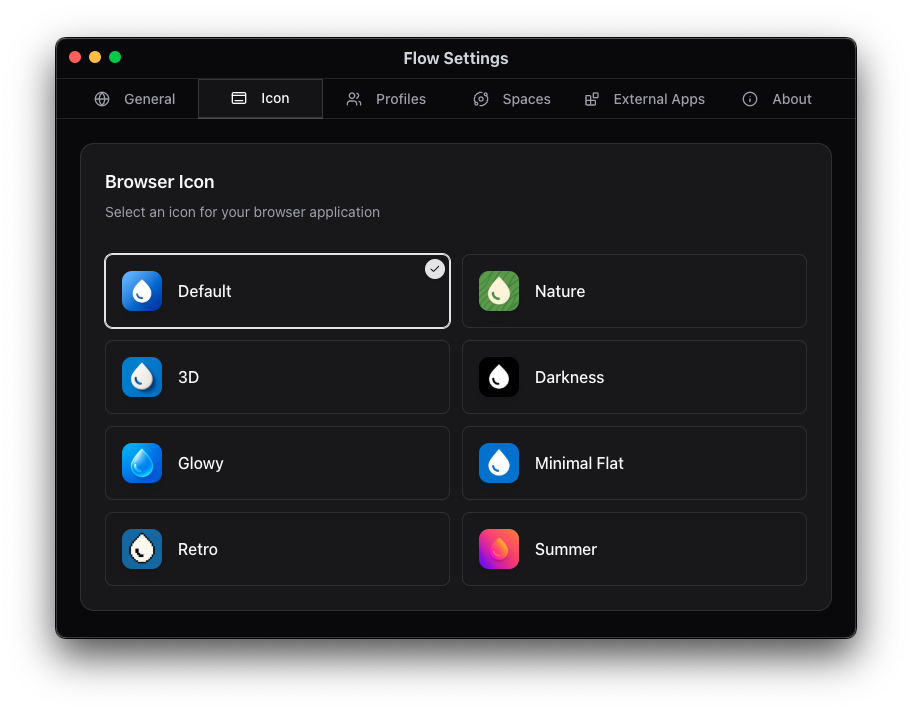 Flow Settings
General Icon Profiles Spaces External Apps About
Browser Icon
Select an icon for your browser application
Default Nature
3D Darkness
Glowy Minimal Flat
Retro Summer